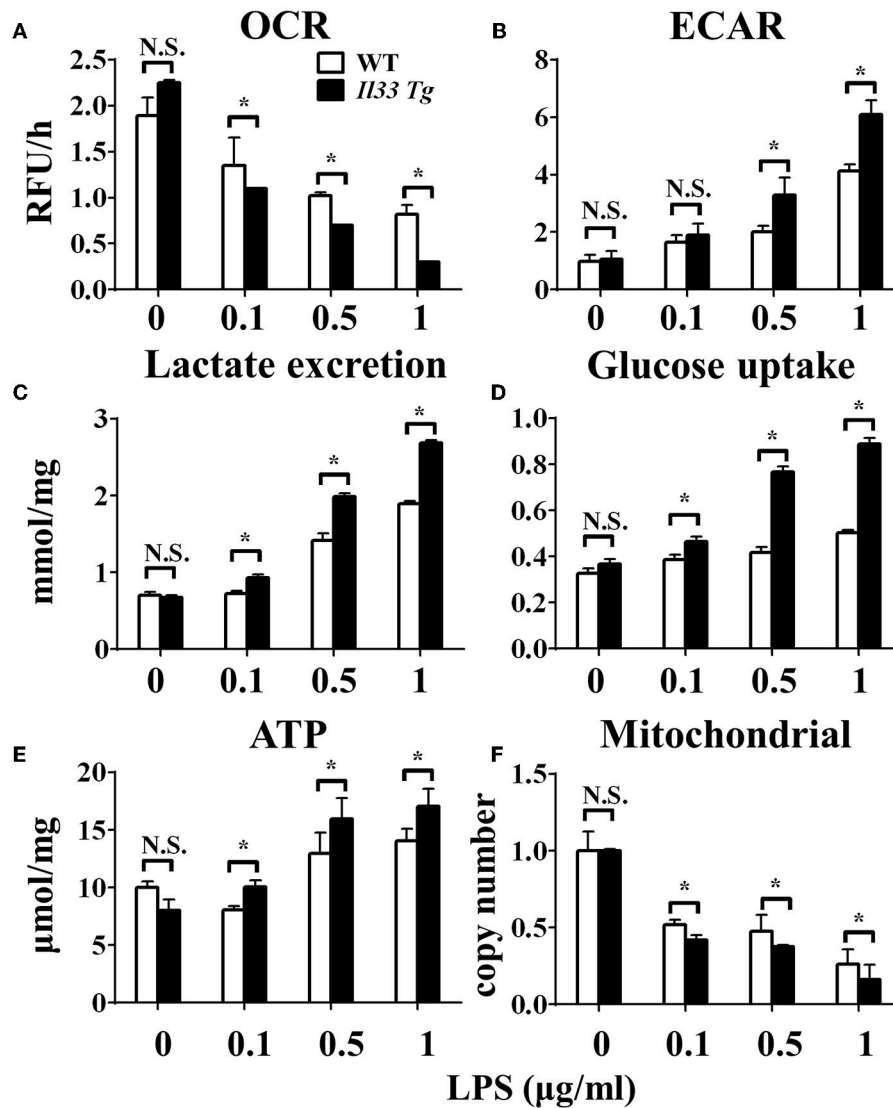 A
OCR
RFU/h
2.5
2.0
1.5
1.0
0.5
0.0
N.S.
*
*
*
WT
Il33 Tg
0 0.1 0.5 1
B
ECAR
8
6
4
2
0
N.S.
N.S.
*
*
0 0.1 0.5 1
C
Lactate excretion
mmol/mg
3
2
1
0
N.S.
*
*
*
0 0.1 0.5 1
D
Glucose uptake
1.0
0.8
0.6
0.4
0.2
0.0
N.S.
*
*
*
0 0.1 0.5 1
E
ATP
µmol/mg
20
15
10
5
0
N.S.
*
*
*
0 0.1 0.5 1
F
Mitochondrial
copy number
1.5
1.0
0.5
0.0
N.S.
*
*
*
0 0.1 0.5 1
LPS (µg/ml)